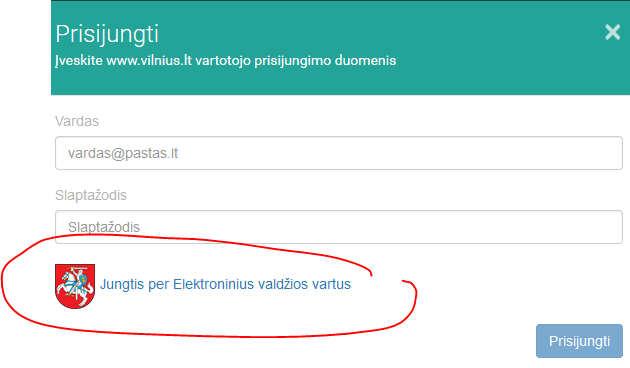 Prisijungti
Įveskite www.vilnius.lt vartotojo prisijungimo duomenis
Vardas
vardas@pastas.lt
Slaptažodis
Slaptažodis
Jungtis per Elektroninius valdžios vartus
Prisijungti